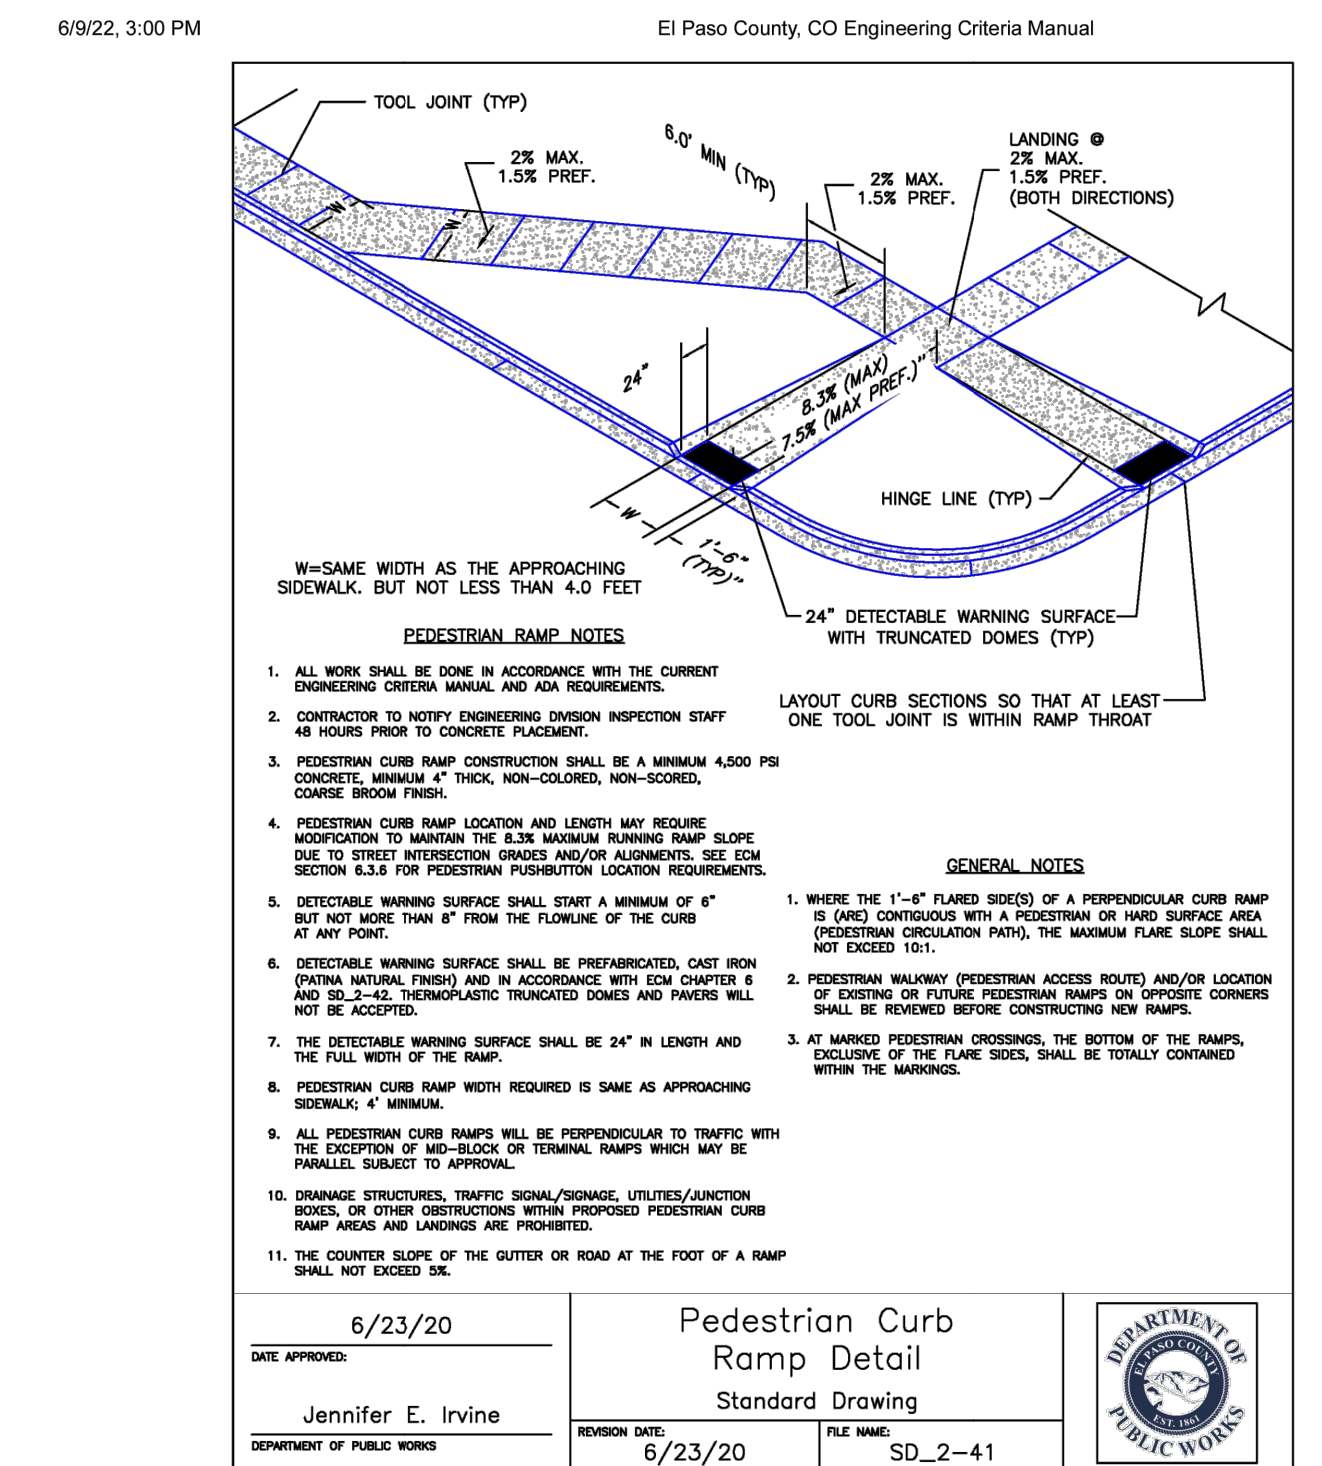 6/9/22, 3:00 PM
El Paso County, CO Engineering Criteria Manual
TOOL JOINT (TYP)
2% MAX.
1.5% PREF.
6.0' MIN (TYP)
2% MAX.
1.5% PREF.
LANDING @
2% MAX.
1.5% PREF.
(BOTH DIRECTIONS)
W
W
24"
8.3% (MAX)
7.5% (MAX PREF.)"
HINGE LINE (TYP)
W
1'-6"
(TYP)"
W=SAME WIDTH AS THE APPROACHING
SIDEWALK. BUT NOT LESS THAN 4.0 FEET
24" DETECTABLE WARNING SURFACE
WITH TRUNCATED DOMES (TYP)
LAYOUT CURB SECTIONS SO THAT AT LEAST
ONE TOOL JOINT IS WITHIN RAMP THROAT
PEDESTRIAN RAMP NOTES
1. ALL WORK SHALL BE DONE IN ACCORDANCE WITH THE CURRENT
ENGINEERING CRITERIA MANUAL AND ADA REQUIREMENTS.
2. CONTRACTOR TO NOTIFY ENGINEERING DIVISION INSPECTION STAFF
48 HOURS PRIOR TO CONCRETE PLACEMENT.
3. PEDESTRIAN CURB RAMP CONSTRUCTION SHALL BE A MINIMUM 4,500 PSI
CONCRETE, MINIMUM 4" THICK, NON-COLORED, NON-SCORED,
COARSE BROOM FINISH.
4. PEDESTRIAN CURB RAMP LOCATION AND LENGTH MAY REQUIRE
MODIFICATION TO MAINTAIN THE 8.3% MAXIMUM RUNNING RAMP SLOPE
DUE TO STREET INTERSECTION GRADES AND/OR ALIGNMENTS. SEE ECM
SECTION 6.3.6 FOR PEDESTRIAN PUSHBUTTON LOCATION REQUIREMENTS.
5. DETECTABLE WARNING SURFACE SHALL START A MINIMUM OF 6"
BUT NOT MORE THAN 8" FROM THE FLOWLINE OF THE CURB
AT ANY POINT.
6. DETECTABLE WARNING SURFACE SHALL BE PREFABRICATED, CAST IRON
(PATINA NATURAL FINISH) AND IN ACCORDANCE WITH ECM CHAPTER 6
AND SD_2-42. THERMOPLASTIC TRUNCATED DOMES AND PAVERS WILL
NOT BE ACCEPTED.
7. THE DETECTABLE WARNING SURFACE SHALL BE 24" IN LENGTH AND
THE FULL WIDTH OF THE RAMP.
8. PEDESTRIAN CURB RAMP WIDTH REQUIRED IS SAME AS APPROACHING
SIDEWALK; 4' MINIMUM.
9. ALL PEDESTRIAN CURB RAMPS WILL BE PERPENDICULAR TO TRAFFIC WITH
THE EXCEPTION OF MID-BLOCK OR TERMINAL RAMPS WHICH MAY BE
PARALLEL SUBJECT TO APPROVAL.
10. DRAINAGE STRUCTURES, TRAFFIC SIGNAL/SIGNAGE, UTILITIES/JUNCTION
BOXES, OR OTHER OBSTRUCTIONS WITHIN PROPOSED PEDESTRIAN CURB
RAMP AREAS AND LANDINGS ARE PROHIBITED.
11. THE COUNTER SLOPE OF THE GUTTER OR ROAD AT THE FOOT OF A RAMP
SHALL NOT EXCEED 5%.
GENERAL NOTES
1. WHERE THE 1'-6" FLARED SIDE(S) OF A PERPENDICULAR CURB RAMP
IS (ARE) CONTIGUOUS WITH A PEDESTRIAN OR HARD SURFACE AREA
(PEDESTRIAN CIRCULATION PATH), THE MAXIMUM FLARE SLOPE SHALL
NOT EXCEED 10:1.
2. PEDESTRIAN WALKWAY (PEDESTRIAN ACCESS ROUTE) AND/OR LOCATION
OF EXISTING OR FUTURE PEDESTRIAN RAMPS ON OPPOSITE CORNERS
SHALL BE REVIEWED BEFORE CONSTRUCTING NEW RAMPS.
3. AT MARKED PEDESTRIAN CROSSINGS, THE BOTTOM OF THE RAMPS,
EXCLUSIVE OF THE FLARE SIDES, SHALL BE TOTALLY CONTAINED
WITHIN THE MARKINGS.
6/23/20
DATE APPROVED:
Jennifer E. Irvine
DEPARTMENT OF PUBLIC WORKS
Pedestrian Curb
Ramp Detail
Standard Drawing
REVISION DATE:
6/23/20
FILE NAME:
SD_2-41
DEPARTMENT OF
EL PASO COUNTY
EST. 1861
PUBLIC WORKS